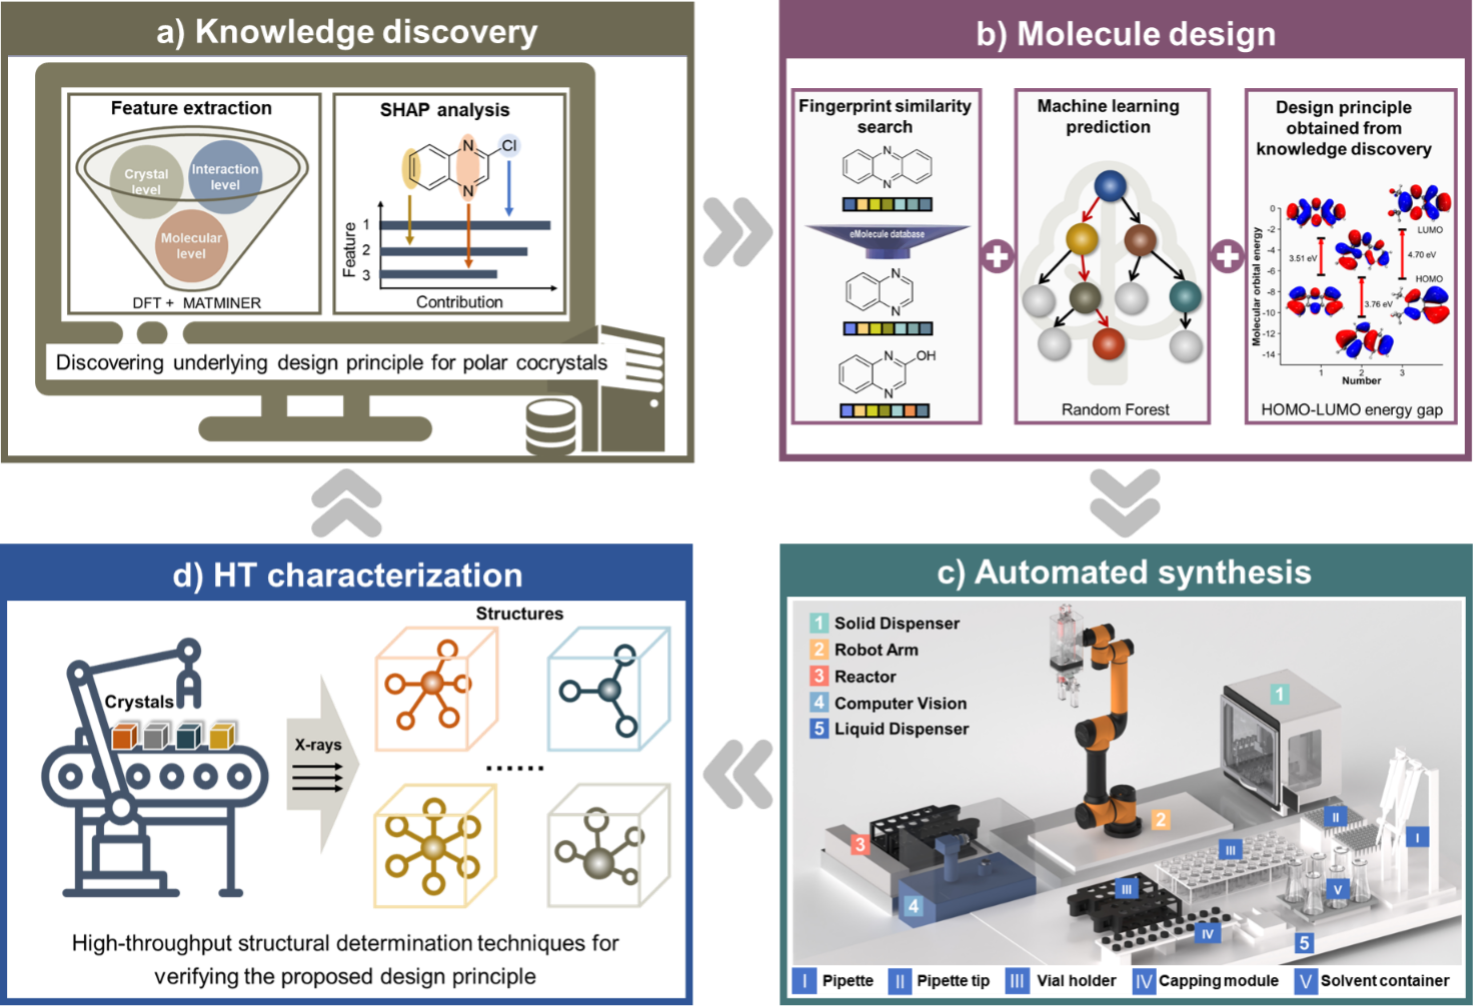 a) Knowledge discovery
Feature extraction
Crystal
level
Interaction
level
Molecular
level
DFT + MATMINER
SHAP analysis
N
Cl
N
Feature
1
2
3
Contribution
Discovering underlying design principle for polar cocrystals
b) Molecule design
Fingerprint similarity
search
N
N
eMolecule database
N
N
N
OH
N
Machine learning
prediction
Random Forest
Design principle
obtained from
knowledge discovery
Molecular orbital energy
0
-2
-4
-6
-8
-10
-12
-14
3.51 eV
3.76 eV
4.70 eV
LUMO
HOMO
1
2
3
Number
HOMO-LUMO energy gap
d) HT characterization
Crystals
X-rays
Structures
......
High-throughput structural determination techniques for
verifying the proposed design principle
c) Automated synthesis
1 Solid Dispenser
2 Robot Arm
3 Reactor
4 Computer Vision
5 Liquid Dispenser
1
2
3
4
5
I
II
III
III
IV
V
I Pipette
II Pipette tip
III Vial holder
IV Capping module
V Solvent container